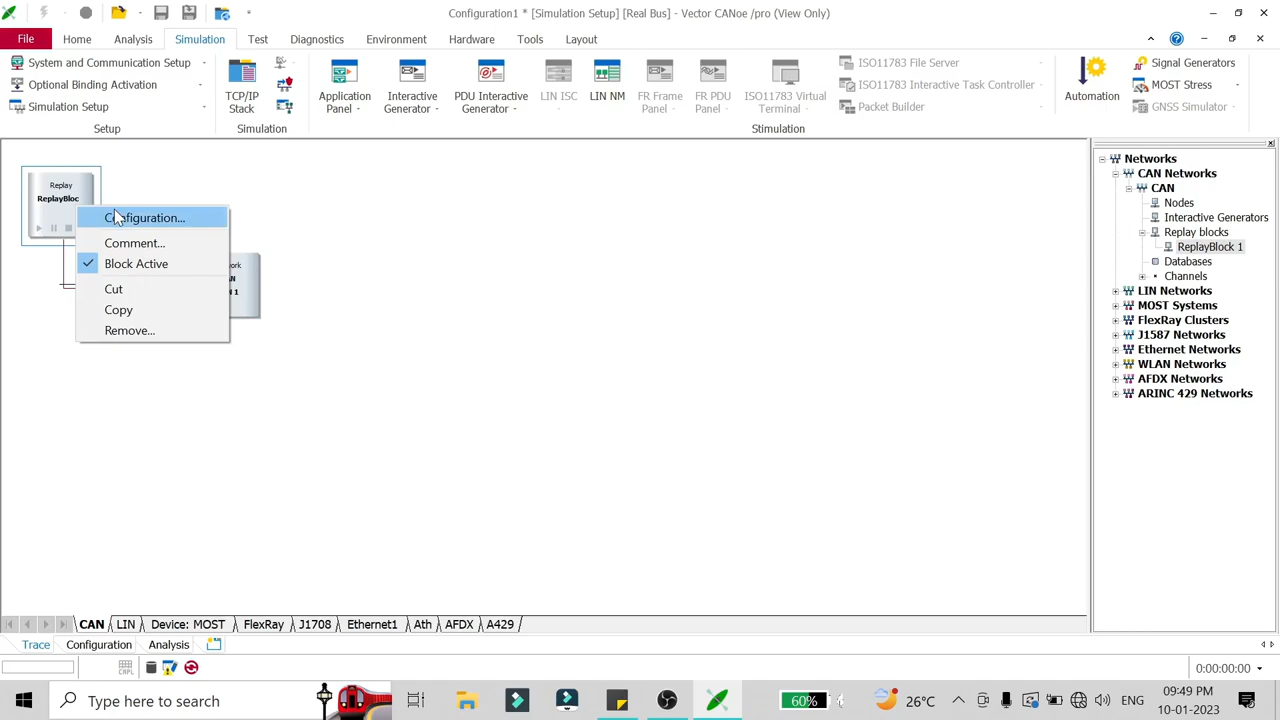 Configuration1 * [Simulation Setup] [Real Bus] - Vector CANoe /pro (View Only)
File Home Analysis Simulation Test Diagnostics Environment Hardware Tools Layout
System and Communication Setup
Optional Binding Activation
Simulation Setup
Setup
TCP/IP
Stack
Simulation
Application
Panel
Interactive
Generator
PDU Interactive
Generator
LIN ISC
LIN NM
FR Frame
Panel
FR PDU
Panel
ISO11783 Virtual
Terminal
ISO11783 File Server
ISO11783 Interactive Task Controller
Packet Builder
Stimulation
Automation
Signal Generators
MOST Stress
GNSS Simulator
Replay
ReplayBloc
Configuration...
Comment...
Block Active
Cut
Copy
Remove...
Networks
CAN Networks
CAN
Nodes
Interactive Generators
Replay blocks
ReplayBlock 1
Databases
Channels
LIN Networks
MOST Systems
FlexRay Clusters
J1587 Networks
Ethernet Networks
WLAN Networks
AFDX Networks
ARINC 429 Networks
CAN LIN Device: MOST FlexRay J1708 Ethernet1 Ath AFDX A429
Trace Configuration Analysis
CAPL
0:00:00:00
Type here to search
60%
26°C
ENG
09:49 PM
10-01-2023